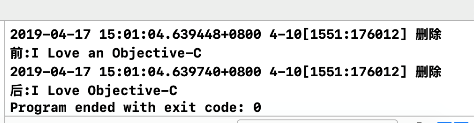 2019-04-17 15:01:04.639448+0800 4-10[1551:176012] 删除
前:I Love an Objective-C
2019-04-17 15:01:04.639740+0800 4-10[1551:176012] 删除
后:I Love Objective-C
Program ended with exit code: 0